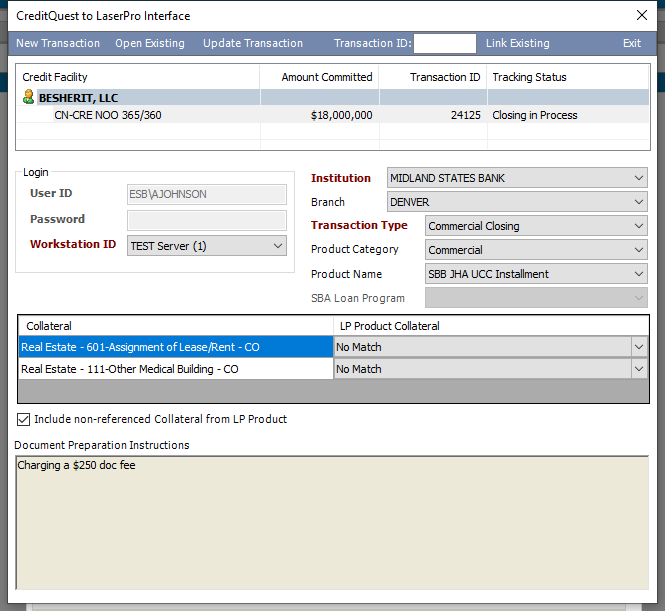 CreditQuest to LaserPro Interface
New Transaction Open Existing Update Transaction Transaction ID: Link Existing Exit
Credit Facility Amount Committed Transaction ID Tracking Status
BESHERIT, LLC
CN-CRE NOO 365/360 $18,000,000 24125 Closing in Process
Login
User ID ESB\AJOHNSON
Password
Workstation ID TEST Server (1)
Institution MIDLAND STATES BANK
Branch DENVER
Transaction Type Commercial Closing
Product Category Commercial
Product Name SBB JHA UCC Installment
SBA Loan Program
Collateral LP Product Collateral
Real Estate - 601-Assignment of Lease/Rent - CO No Match
Real Estate - 111-Other Medical Building - CO No Match
Include non-referenced Collateral from LP Product
Document Preparation Instructions
Charging a $250 doc fee